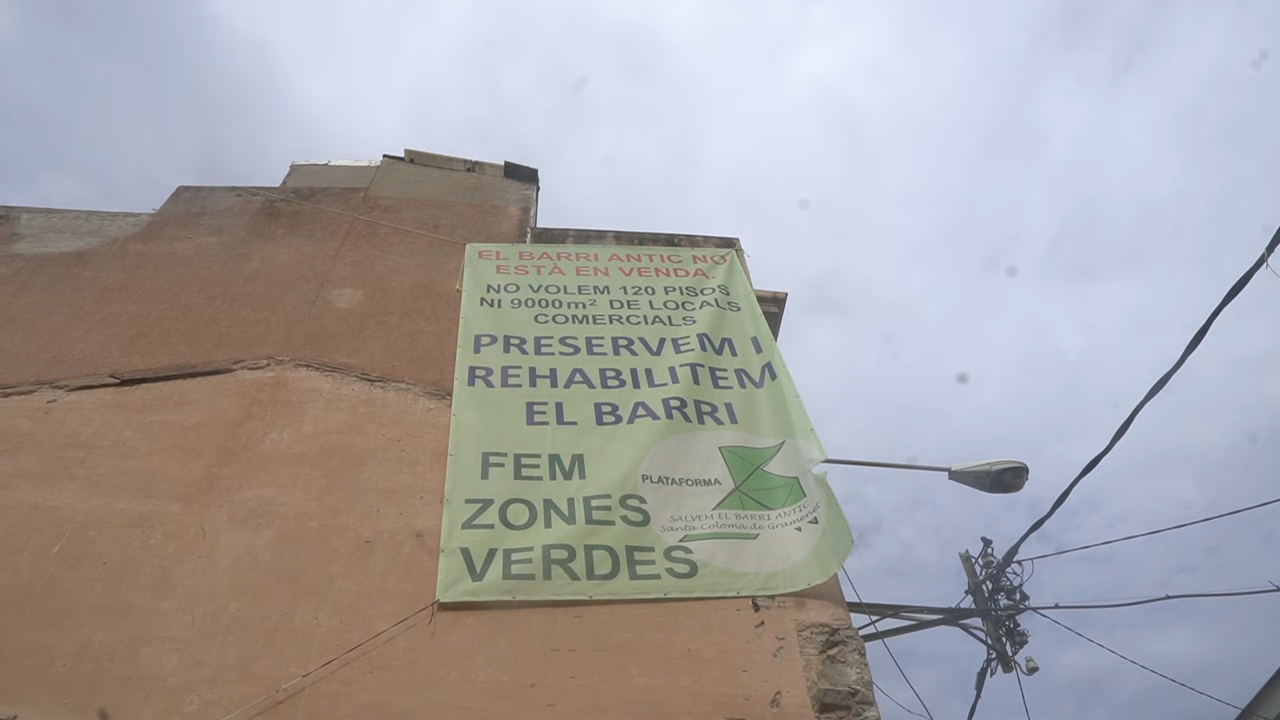 EL BARRI ANTIC NO
ESTÀ EN VENDA.
NO VOLEM 120 PISOS
NI 9000m² DE LOCALS
COMERCIALS
PRESERVEM I
REHABILITEM
EL BARRI
FEM
ZONES
VERDES
PLATAFORMA
SALVEM EL BARRI ANTIC
Santa Coloma de Gramenet